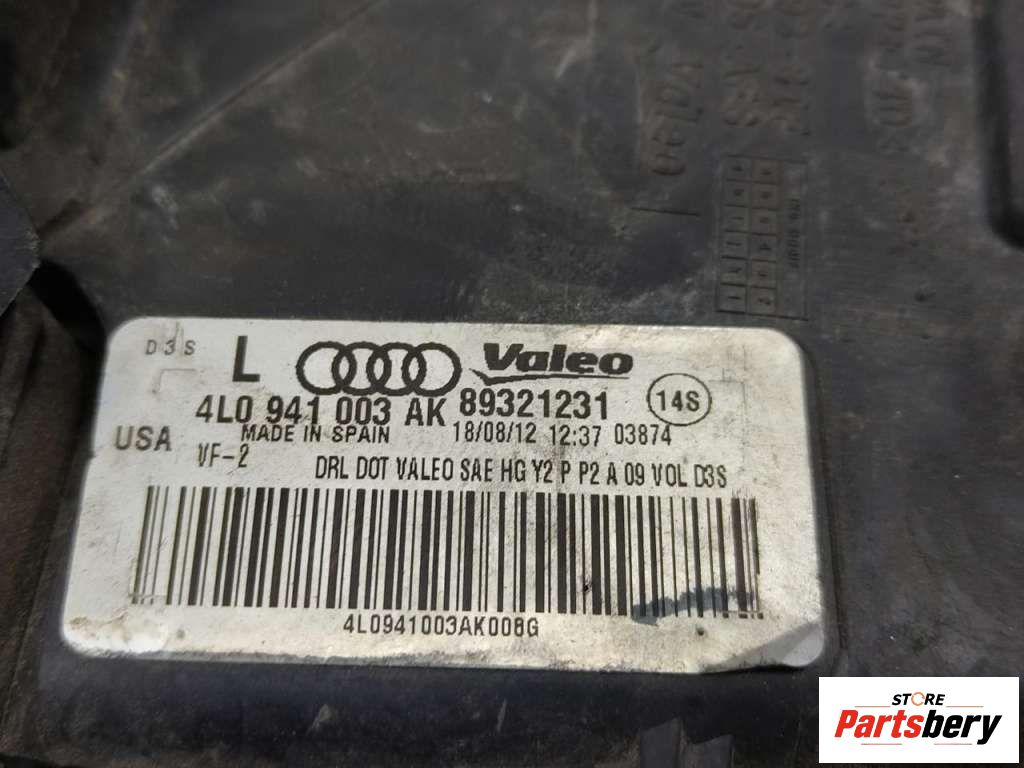 D3S L Valeo
4L0 941 003 AK 89321231 14S
USA MADE IN SPAIN 18/08/12 12:37 03874
VF-2 DRL DOT VALEO SAE HG Y2 P P2 A 09 VOL D3S
4L0941003AK006G
STORE
Partsbery